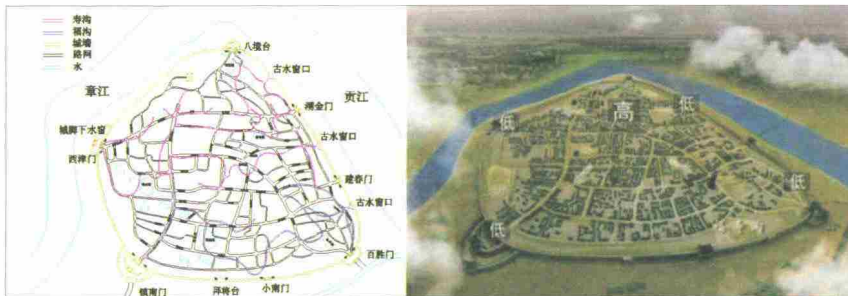 寿沟
福沟
城墙
路网
水
八境台
古水窗口
章江
贡江
涌金门
城脚下水窗
古水窗口
西津门
建春门
古水窗口
百胜门
镇南门
拜将台
小南门
高
低
低
低
低